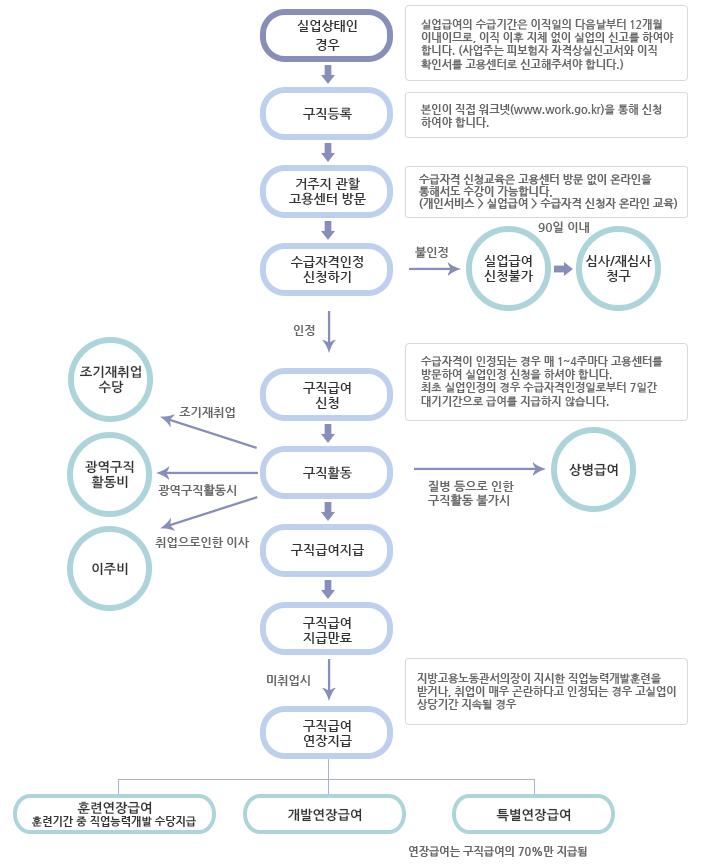 실업상태인
경우
실업급여의 수급기간은 이직일의 다음날부터 12개월
이내이므로, 이직 이후 지체 없이 실업의 신고를 하여야
합니다. (사업주는 피보험자 자격상실신고서와 이직
확인서를 고용센터로 신고해주셔야 합니다.)
구직등록
본인이 직접 워크넷(www.work.go.kr)을 통해 신청
하여야 합니다.
거주지 관할
고용센터 방문
수급자격 신청교육은 고용센터 방문 없이 온라인을
통해서도 수강이 가능합니다.
(개인서비스 > 실업급여 > 수급자격 신청자 온라인 교육)
수급자격인정
신청하기
불인정
실업급여
신청불가
90일 이내
심사/재심사
청구
인정
구직급여
신청
수급자격이 인정되는 경우 매 1~4주마다 고용센터를
방문하여 실업인정 신청을 하셔야 합니다.
최초 실업인정의 경우 수급자격인정일로부터 7일간
대기기간으로 급여를 지급하지 않습니다.
조기재취업
수당
조기재취업
구직활동
광역구직
활동비
광역구직활동시
질병 등으로 인한
구직활동 불가시
상병급여
이주비
취업으로인한 이사
구직급여지급
구직급여
지급만료
미취업시
지방고용노동관서의장이 지시한 직업능력개발훈련을
받거나, 취업이 매우 곤란하다고 인정되는 경우 고실업이
상당기간 지속될 경우
구직급여
연장지급
훈련연장급여
훈련기간 중 직업능력개발 수당지급
개발연장급여
특별연장급여
연장급여는 구직급여의 70%만 지급됨